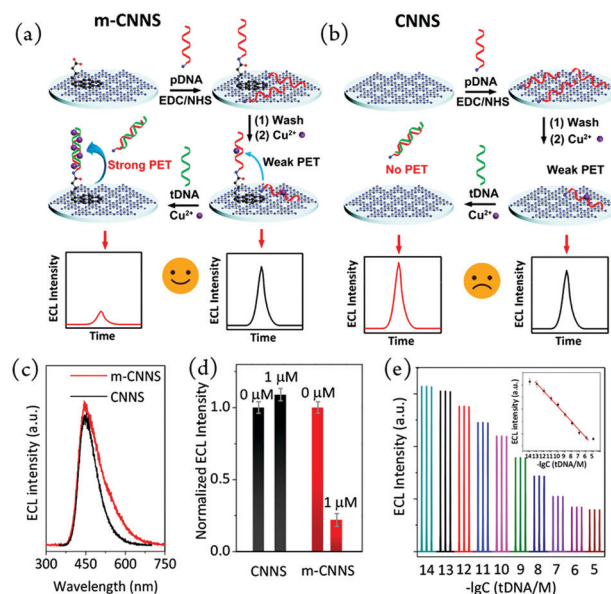 (a)
m-CNNS
pDNA
EDC/NHS
(1) Wash
(2) Cu²⁺
Strong PET
Weak PET
tDNA
Cu²⁺
ECL Intensity
Time
ECL Intensity
Time
(b)
CNNS
pDNA
EDC/NHS
(1) Wash
(2) Cu²⁺
No PET
Weak PET
tDNA
Cu²⁺
ECL Intensity
Time
ECL Intensity
Time
(c)
m-CNNS
CNNS
ECL intensity (a.u.)
300 450 600 750
Wavelength (nm)
(d)
Normalized ECL Intensity
1.0
0.5
0.0
0 μM
1 μM
0 μM
1 μM
CNNS m-CNNS
(e)
ECL Intensity (a.u.)
14 13 12 11 10 9 8 7 6 5
-lgC (tDNA/M)
ECL intensity (a.u.)
14 13 12 11 10 9 8 7 6 5
-lgC (tDNA/M)